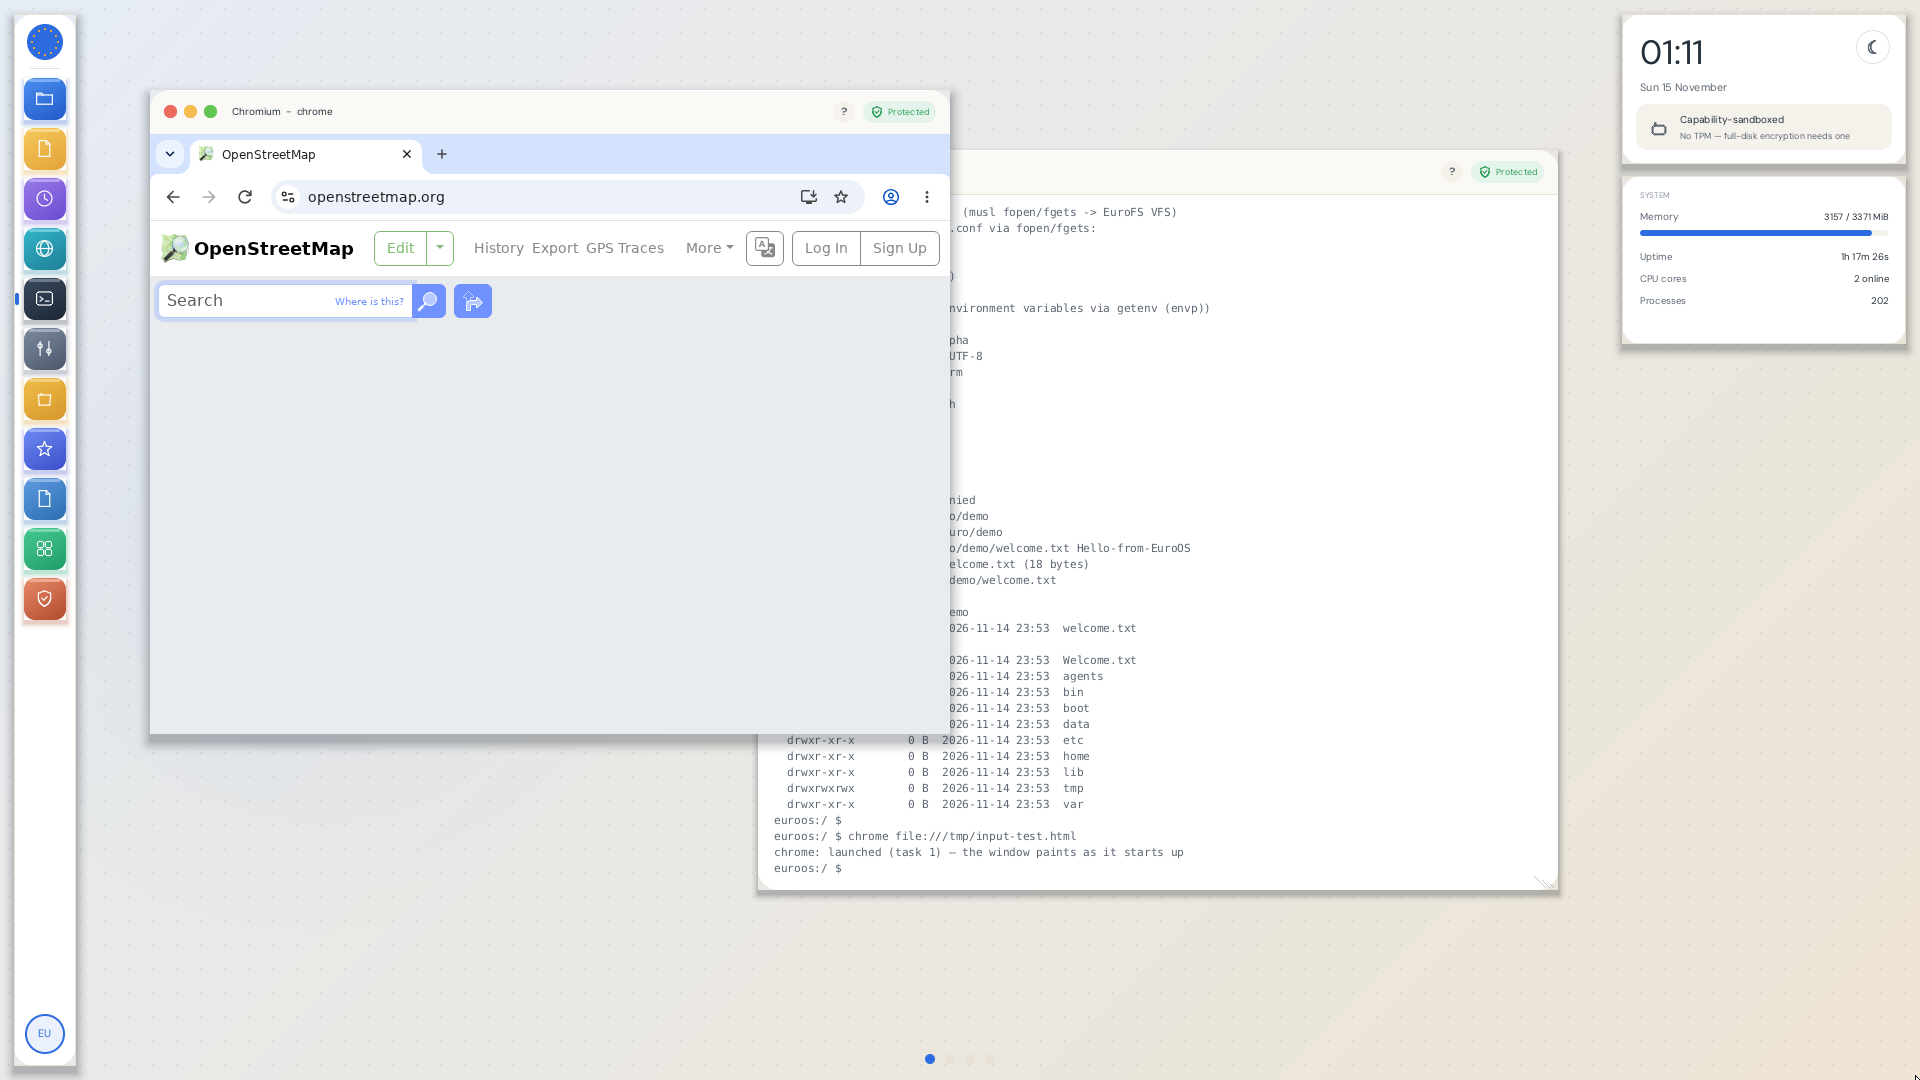 Chromium - chrome
? Protected
OpenStreetMap
openstreetmap.org
OpenStreetMap Edit History Export GPS Traces More Log In Sign Up
Search Where is this?
? Protected
(musl fopen/fgets -> EuroFS VFS)
.conf via fopen/fgets:
)
nvironment variables via getenv (envp))
pha
UTF-8
rm
h
nied
o/demo
uro/demo
o/demo/welcome.txt Hello-from-EuroOS
elcome.txt (18 bytes)
demo/welcome.txt
emo
026-11-14 23:53 welcome.txt
026-11-14 23:53 Welcome.txt
026-11-14 23:53 agents
026-11-14 23:53 bin
026-11-14 23:53 boot
026-11-14 23:53 data
drwxr-xr-x 0 B 2026-11-14 23:53 etc
drwxr-xr-x 0 B 2026-11-14 23:53 home
drwxr-xr-x 0 B 2026-11-14 23:53 lib
drwxrwxrwx 0 B 2026-11-14 23:53 tmp
drwxr-xr-x 0 B 2026-11-14 23:53 var
euroos:/ $
euroos:/ $ chrome file:///tmp/input-test.html
chrome: launched (task 1) — the window paints as it starts up
euroos:/ $
01:11
Sun 15 November
Capability-sandboxed
No TPM — full-disk encryption needs one
SYSTEM
Memory 3157 / 3371 MiB
Uptime 1h 17m 26s
CPU cores 2 online
Processes 202
EU